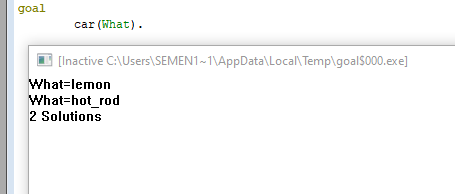 goal
car(What).
[Inactive C:\Users\SEMEN1~1\AppData\Local\Temp\goal$000.exe]
What=lemon
What=hot_rod
2 Solutions